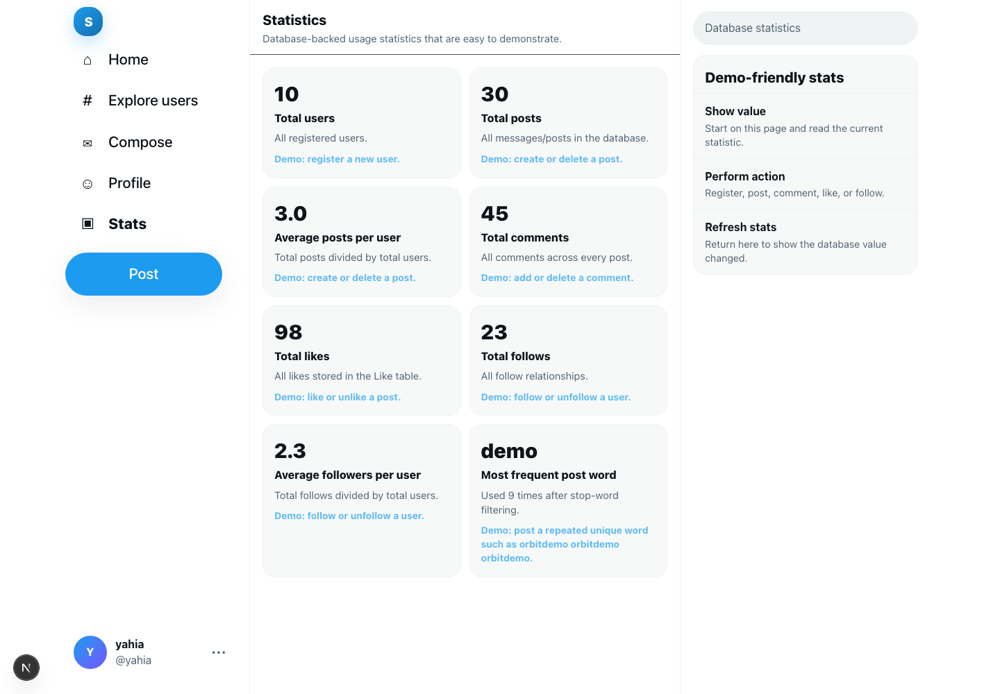 S
Home
# Explore users
Compose
Profile
Stats
Post
Y
yahia
@yahia
N
Statistics
Database-backed usage statistics that are easy to demonstrate.
10
Total users
All registered users.
Demo: register a new user.
30
Total posts
All messages/posts in the database.
Demo: create or delete a post.
3.0
Average posts per user
Total posts divided by total users.
Demo: create or delete a post.
45
Total comments
All comments across every post.
Demo: add or delete a comment.
98
Total likes
All likes stored in the Like table.
Demo: like or unlike a post.
23
Total follows
All follow relationships.
Demo: follow or unfollow a user.
2.3
Average followers per user
Total follows divided by total users.
Demo: follow or unfollow a user.
demo
Most frequent post word
Used 9 times after stop-word
filtering.
Demo: post a repeated unique word
such as orbitdemo orbitdemo
orbitdemo.
Database statistics
Demo-friendly stats
Show value
Start on this page and read the current
statistic.
Perform action
Register, post, comment, like, or follow.
Refresh stats
Return here to show the database value
changed.